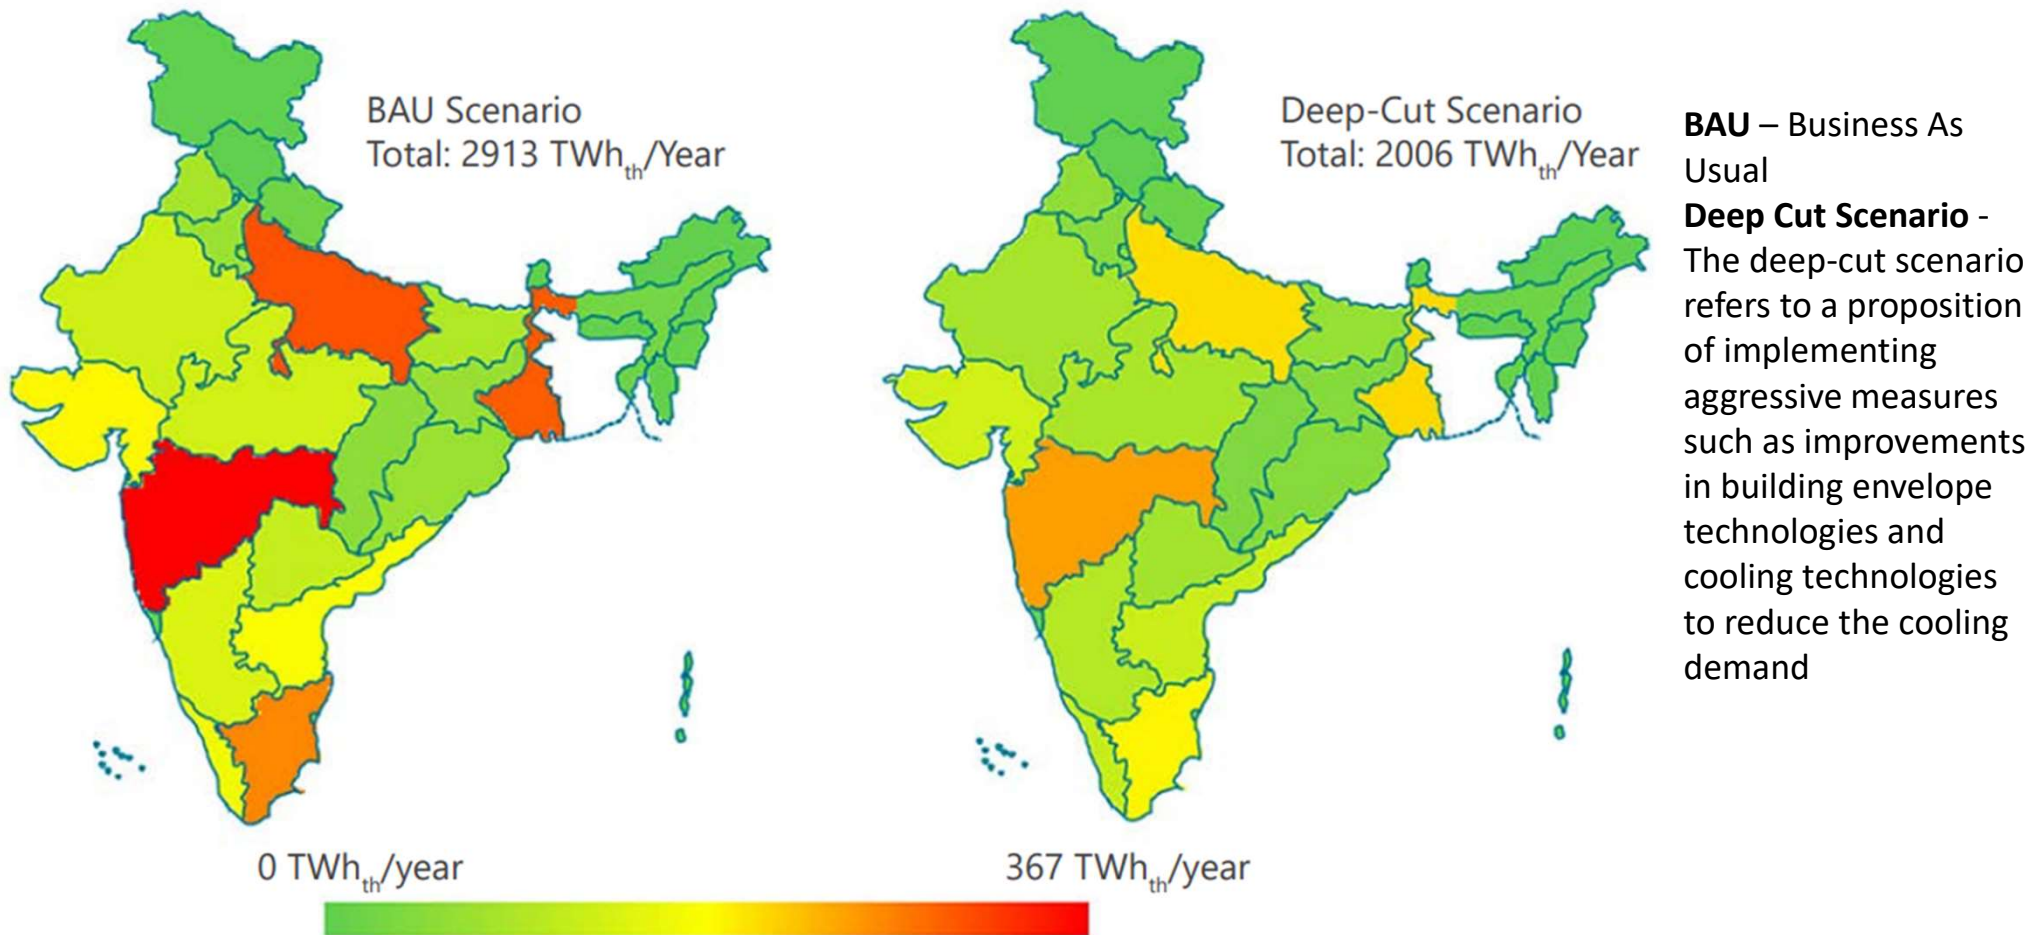 BAU Scenario
Total: 2913 TWhth/Year
Deep-Cut Scenario
Total: 2006 TWhth/Year
BAU – Business As
Usual
Deep Cut Scenario -
The deep-cut scenario
refers to a proposition
of implementing
aggressive measures
such as improvements
in building envelope
technologies and
cooling technologies
to reduce the cooling
demand
0 TWhth/year
367 TWhth/year